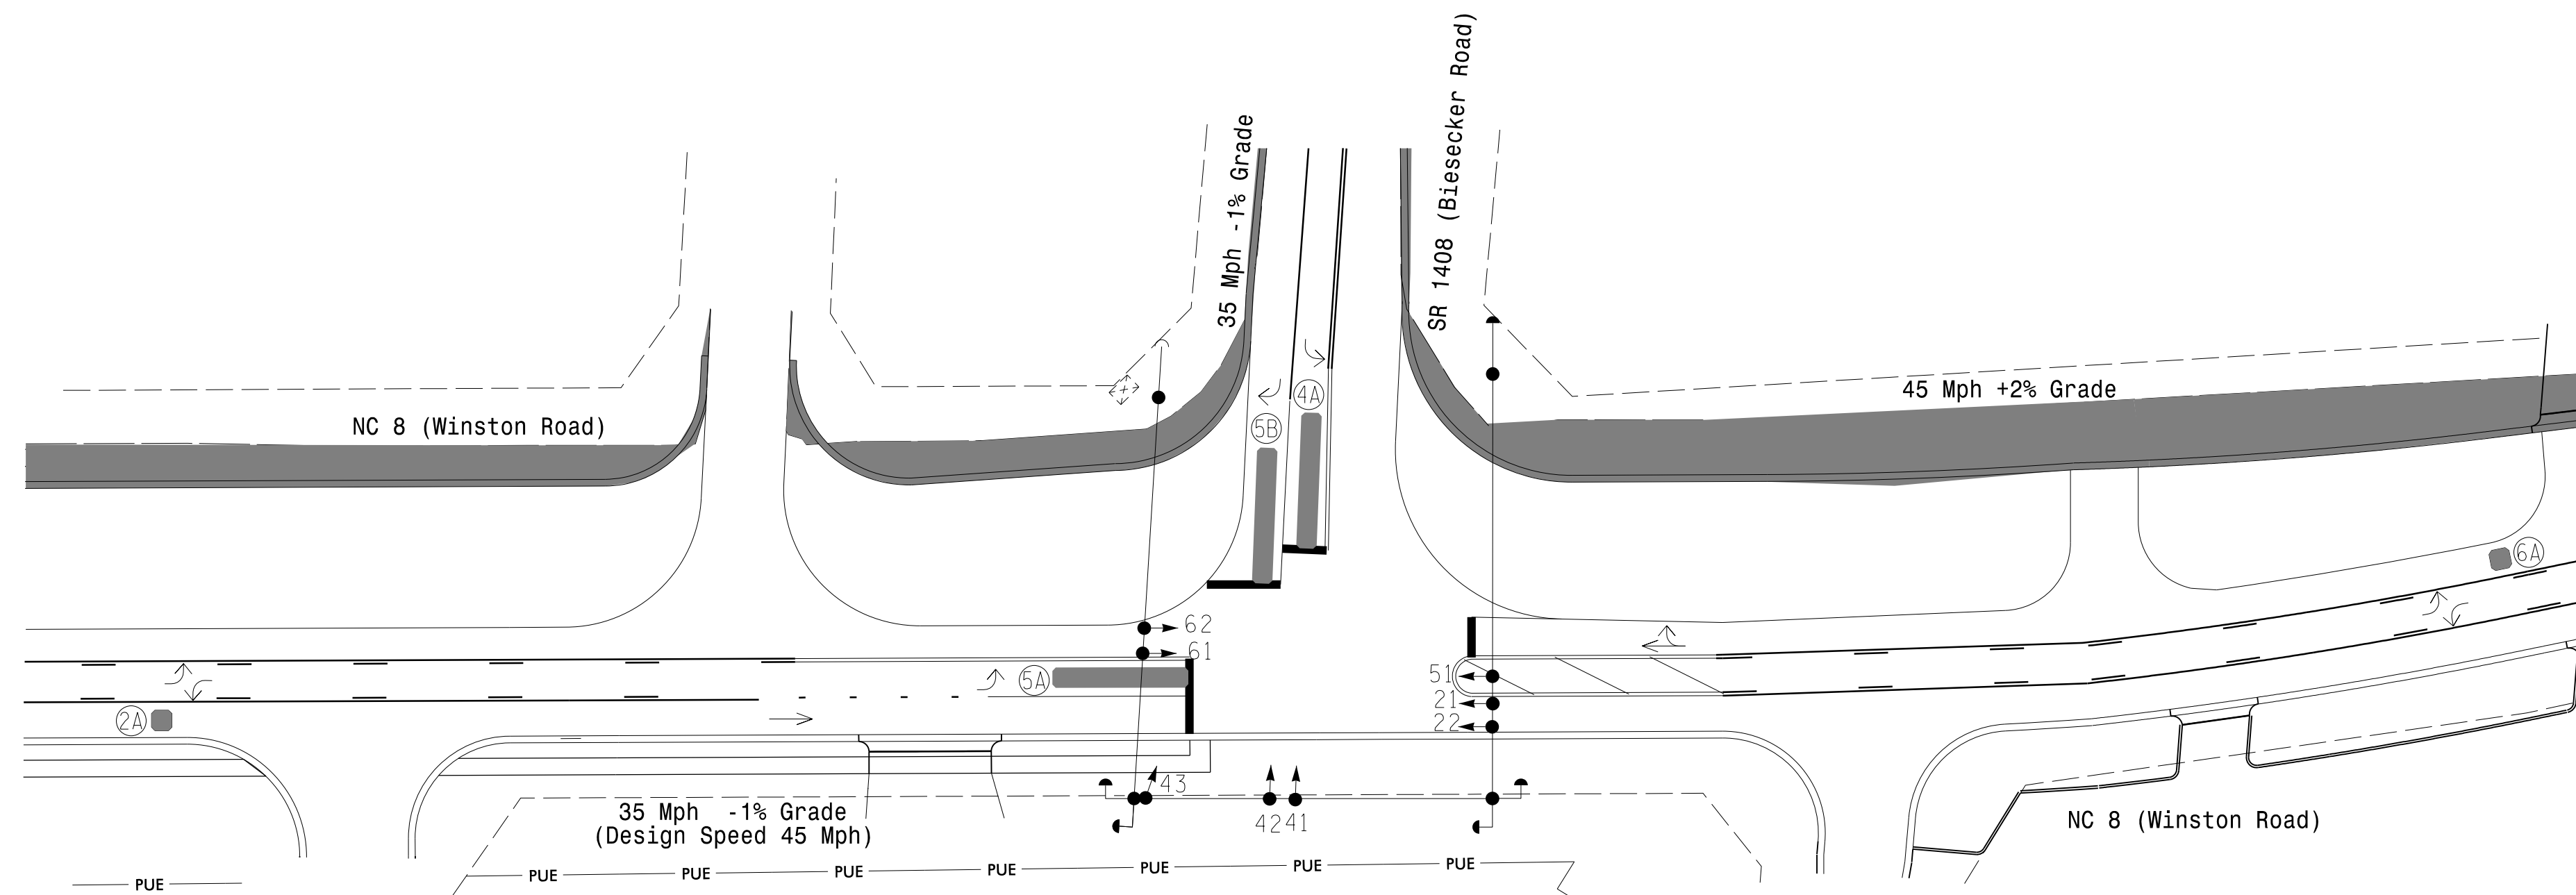 SR 1408 (Biesecker Road)
35 Mph -1% Grade
45 Mph +2% Grade
NC 8 (Winston Road)
4A
5B
6A
62
61
5A
51
21
22
2A
43
42 41
35 Mph -1% Grade
(Design Speed 45 Mph)
NC 8 (Winston Road)
PUE
PUE
PUE
PUE
PUE
PUE
PUE
PUE